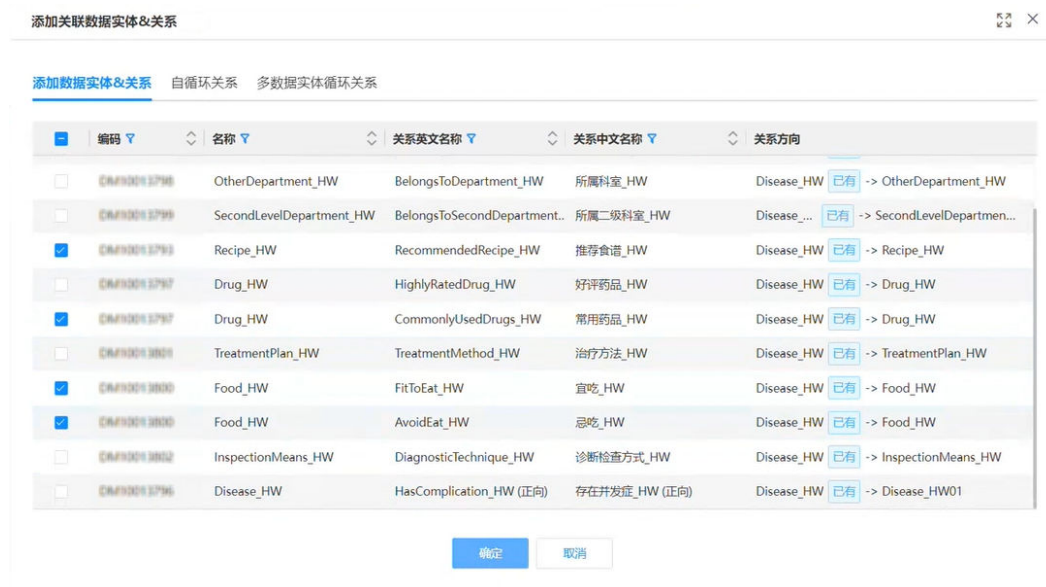 添加关联数据实体&关系
添加数据实体&关系 自循环关系 多数据实体循环关系
编码 名称 关系英文名称 关系中文名称 关系方向
OtherDepartment_HW BelongsToDepartment_HW 所属科室_HW Disease_HW 已有 -> OtherDepartment_HW
SecondLevelDepartment_HW BelongsToSecondDepartment.. 所属二级科室_HW Disease_... 已有 -> SecondLevelDepartmen...
Recipe_HW RecommendedRecipe_HW 推荐食谱_HW Disease_HW 已有 -> Recipe_HW
Drug_HW HighlyRatedDrug_HW 好评药品_HW Disease_HW 已有 -> Drug_HW
Drug_HW CommonlyUsedDrugs_HW 常用药品_HW Disease_HW 已有 -> Drug_HW
TreatmentPlan_HW TreatmentMethod_HW 治疗方法_HW Disease_HW 已有 -> TreatmentPlan_HW
Food_HW FitToEat_HW 宜吃_HW Disease_HW 已有 -> Food_HW
Food_HW AvoidEat_HW 忌吃_HW Disease_HW 已有 -> Food_HW
InspectionMeans_HW DiagnosticTechnique_HW 诊断检查方式_HW Disease_HW 已有 -> InspectionMeans_HW
Disease_HW HasComplication_HW (正向) 存在并发症_HW (正向) Disease_HW 已有 -> Disease_HW01
确定 取消